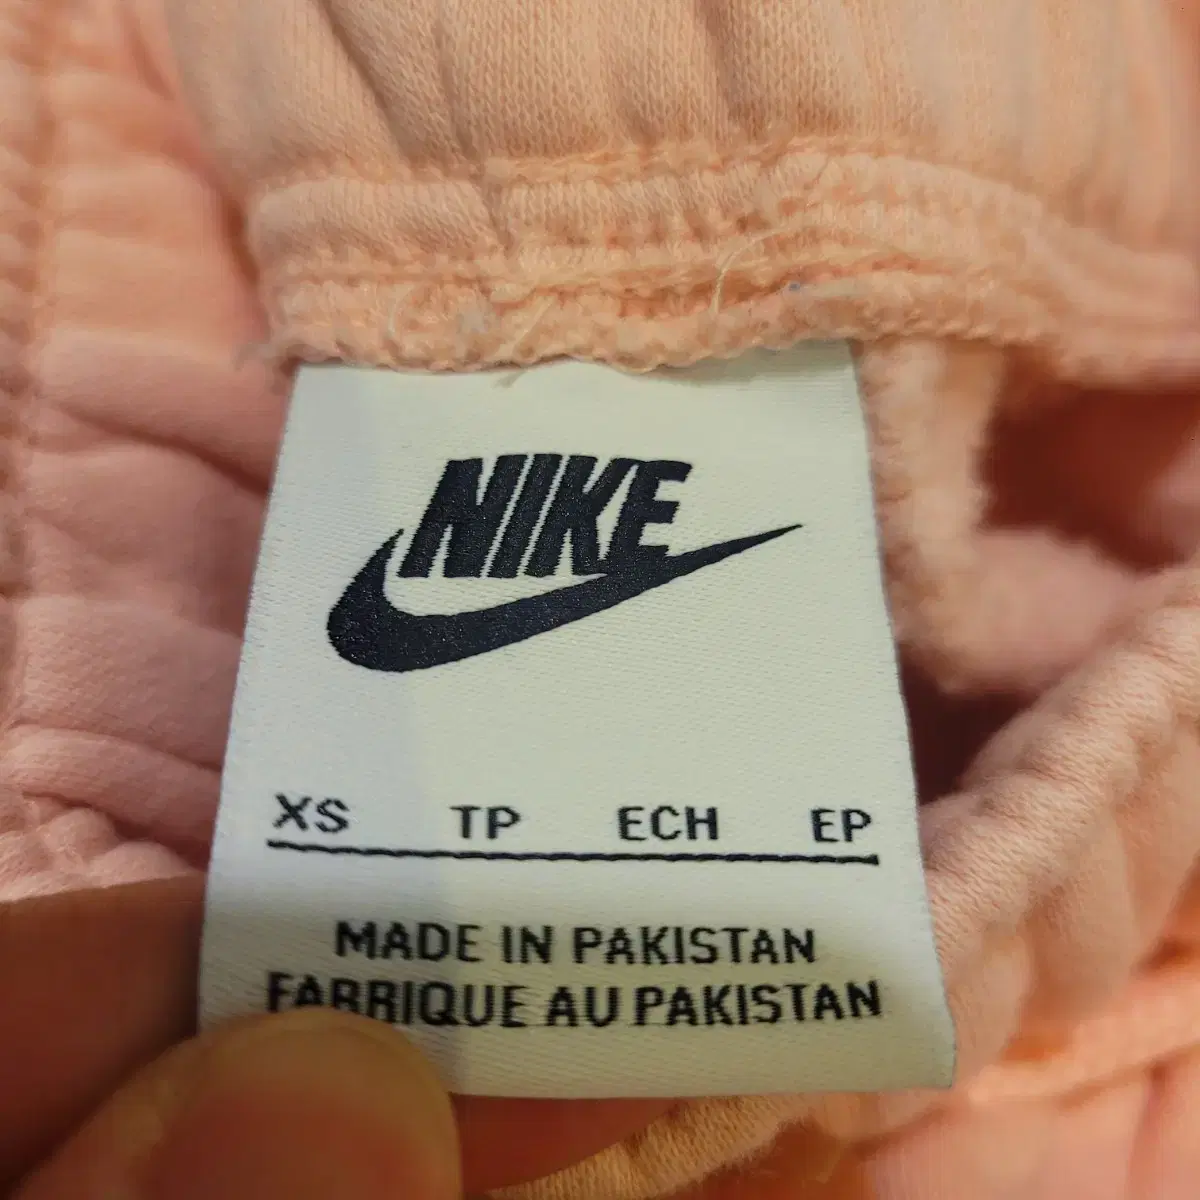 NIKE
XS TP ECH EP
MADE IN PAKISTAN
FABRIQUE AU PAKISTAN